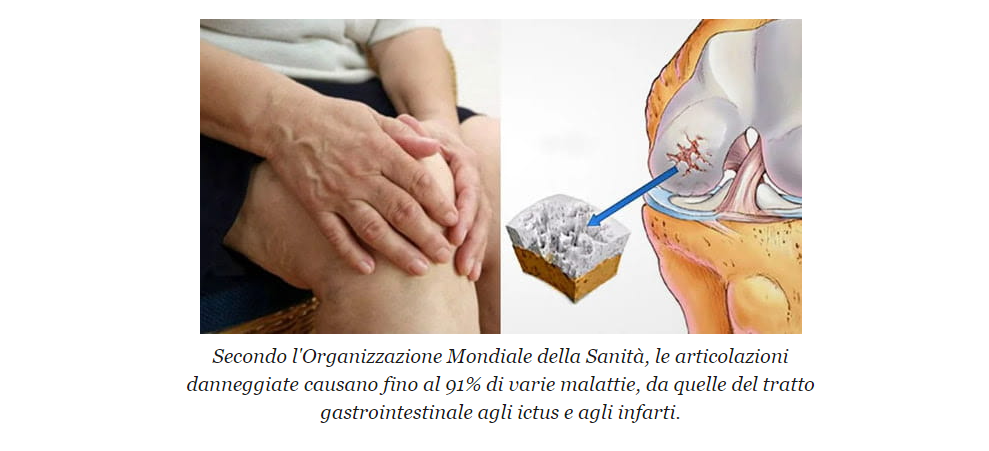 Secondo l'Organizzazione Mondiale della Sanità, le articolazioni
danneggiate causano fino al 91% di varie malattie, da quelle del tratto
gastrointestinale agli ictus e agli infarti.